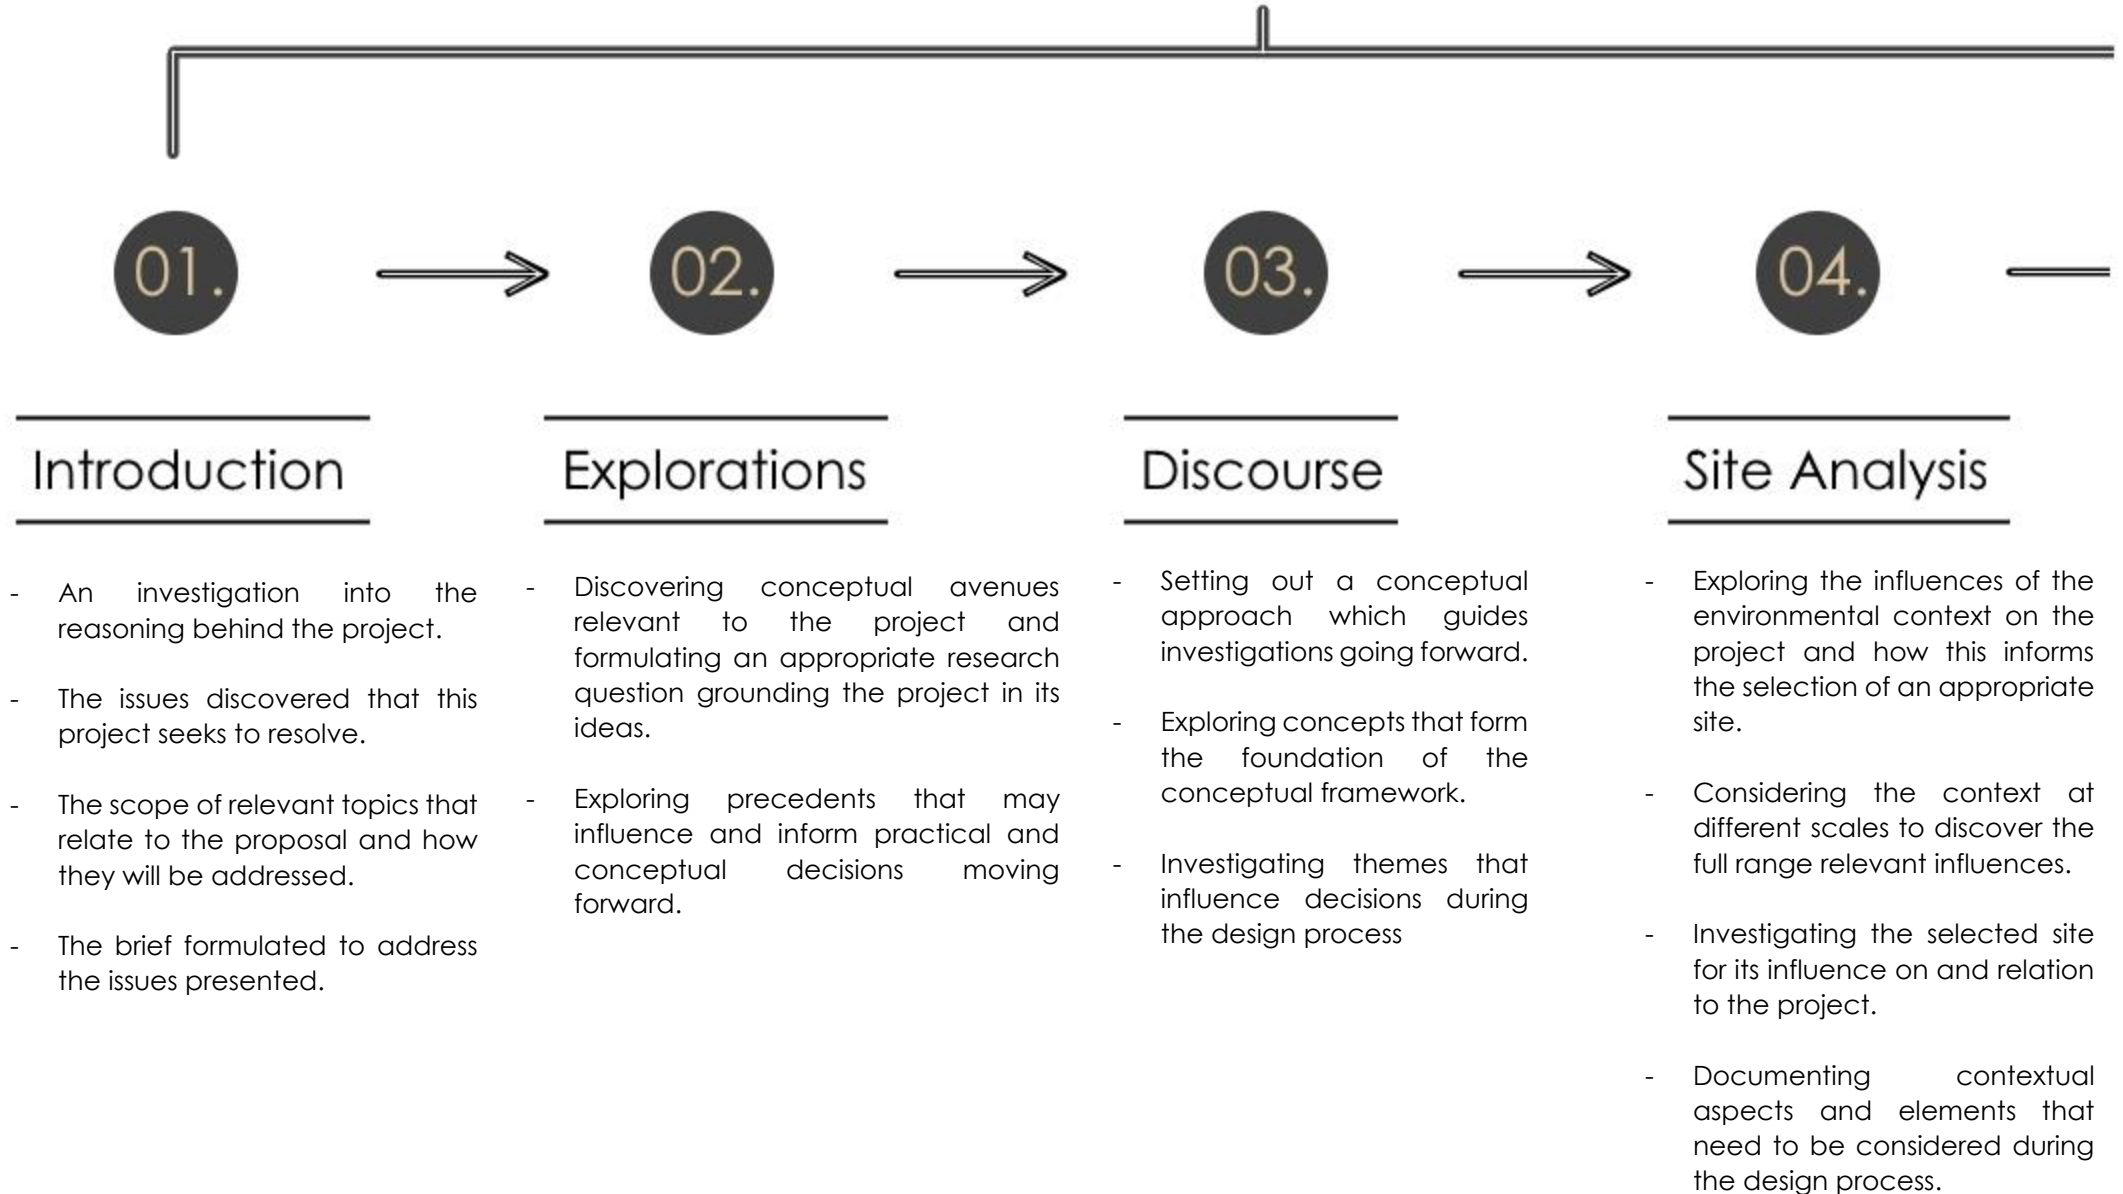 01.
02.
03.
04.
Introduction
- An investigation into the
reasoning behind the project.
- The issues discovered that this
project seeks to resolve.
- The scope of relevant topics that
relate to the proposal and how
they will be addressed.
- The brief formulated to address
the issues presented.
Explorations
- Discovering conceptual avenues
relevant to the project and
formulating an appropriate research
question grounding the project in its
ideas.
- Exploring precedents that may
influence and inform practical and
conceptual decisions moving
forward.
Discourse
- Setting out a conceptual
approach which guides
investigations going forward.
- Exploring concepts that form
the foundation of the
conceptual framework.
- Investigating themes that
influence decisions during
the design process
Site Analysis
- Exploring the influences of the
environmental context on the
project and how this informs
the selection of an appropriate
site.
- Considering the context at
different scales to discover the
full range relevant influences.
- Investigating the selected site
for its influence on and relation
to the project.
- Documenting contextual
aspects and elements that
need to be considered during
the design process.